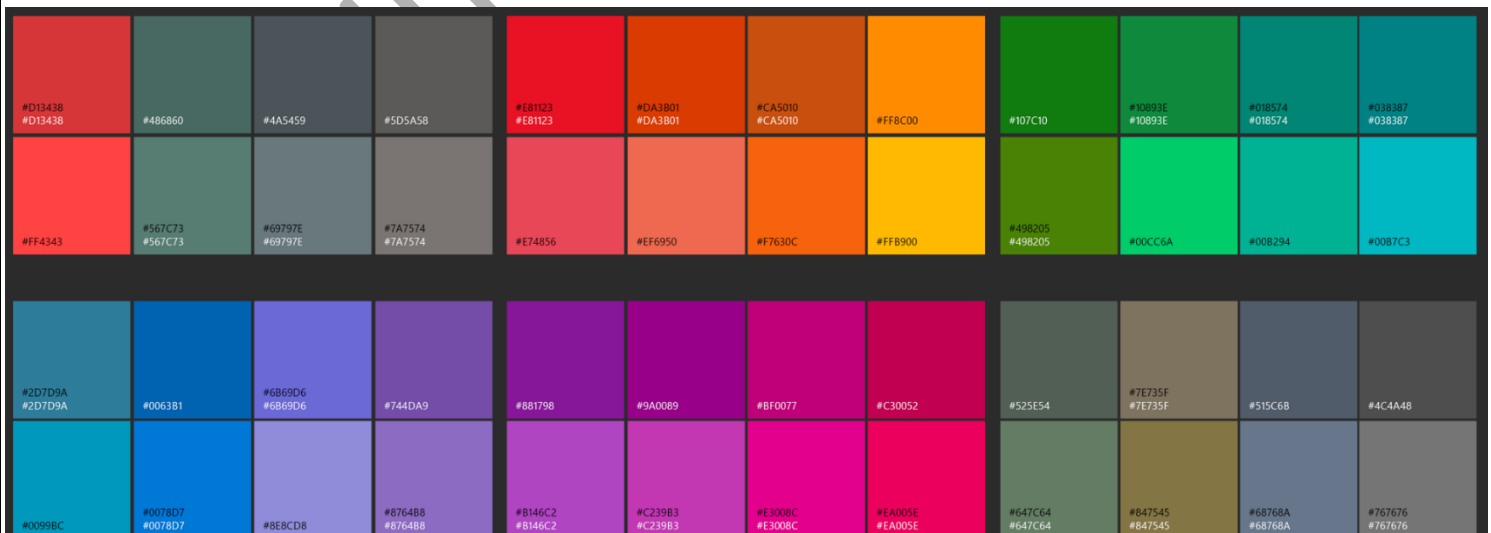 #D13438
#D13438
#486860
#4A5459
#5D5A58
#E81123
#E81123
#DA3B01
#DA3B01
#CA5010
#CA5010
#FF8C00
#107C10
#10893E
#10893E
#018574
#018574
#038387
#038387
#FF4343
#567C73
#567C73
#69797E
#69797E
#7A7574
#7A7574
#E74856
#EF6950
#F7630C
#FFB900
#498205
#498205
#00CC6A
#00B294
#00B7C3
#2D7D9A
#2D7D9A
#0063B1
#6B69D6
#6B69D6
#744DA9
#881798
#9A0089
#BF0077
#C30052
#525E54
#7E735F
#7E735F
#515C6B
#4C4A48
#0099BC
#0078D7
#0078D7
#8E8CD8
#8764B8
#8764B8
#B146C2
#B146C2
#C239B3
#C239B3
#E3008C
#E3008C
#EA005E
#EA005E
#647C64
#647C64
#847545
#847545
#68768A
#68768A
#767676
#767676